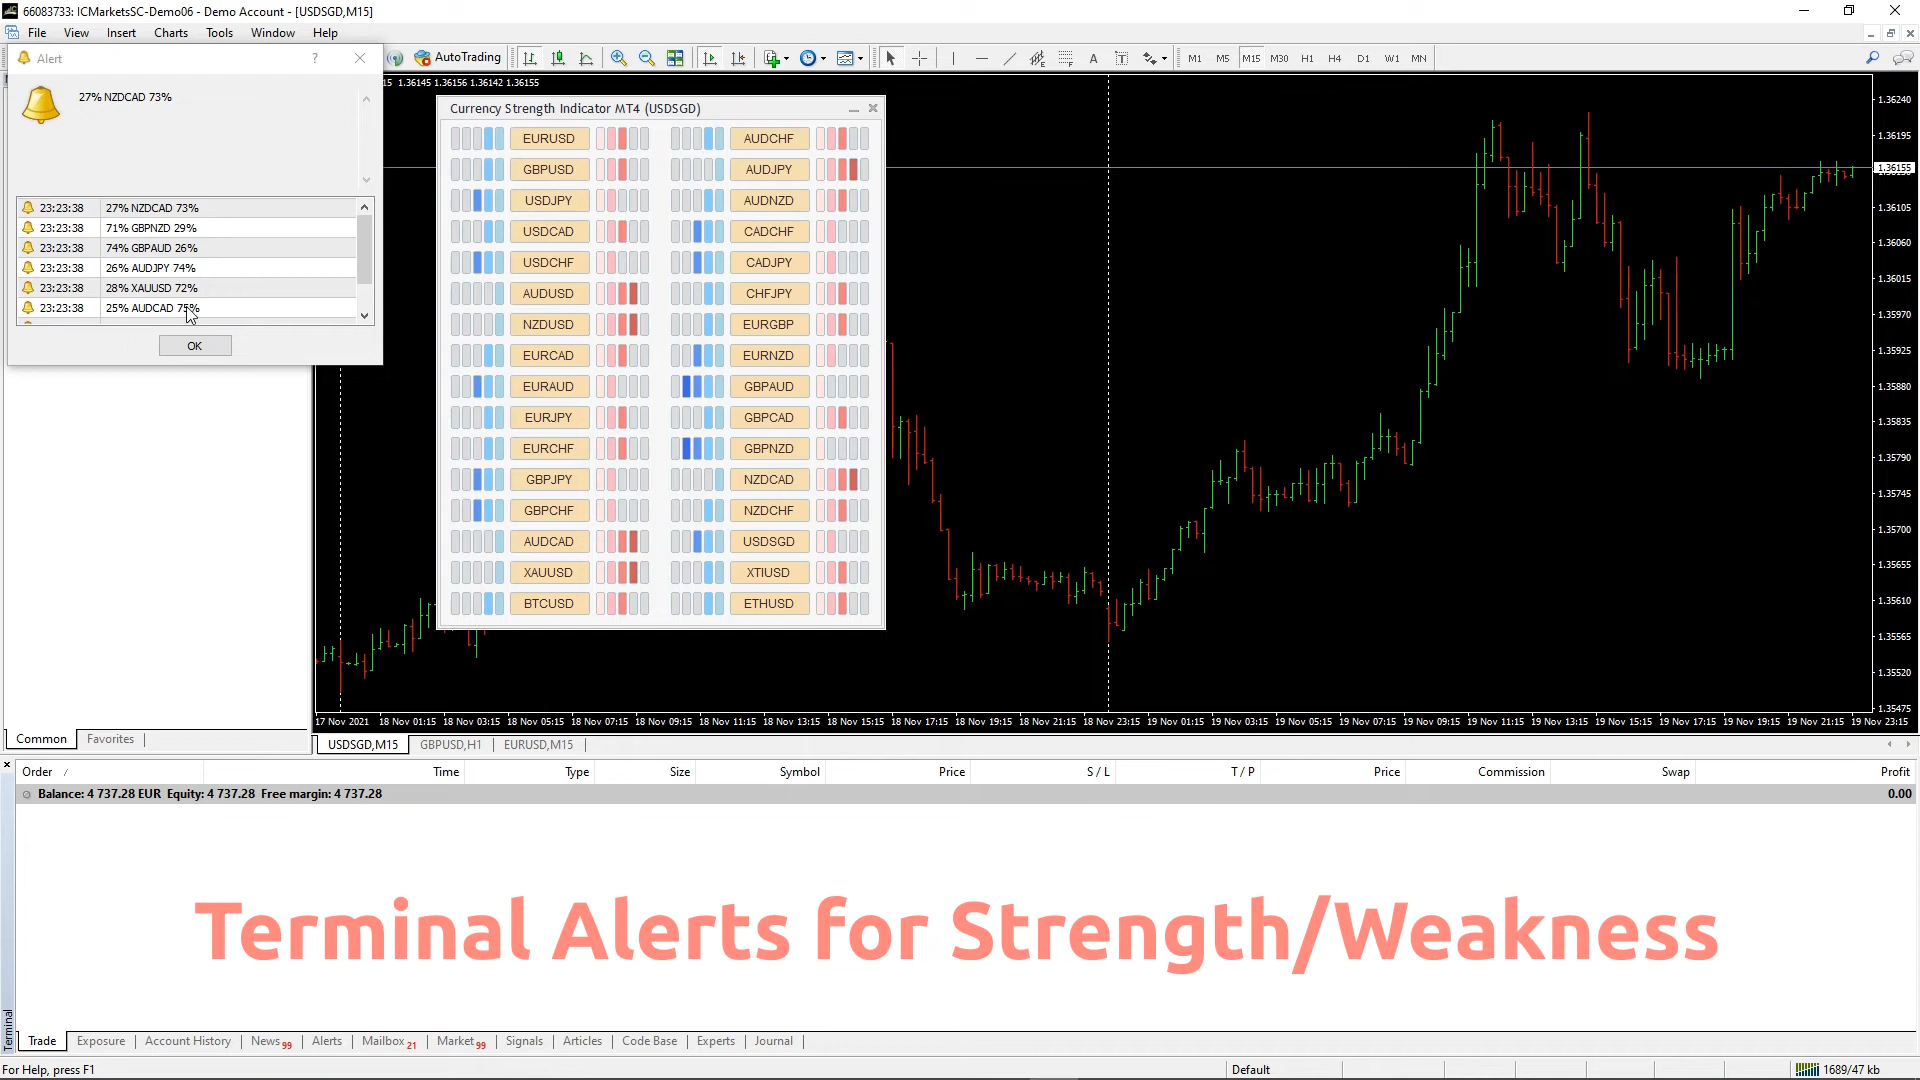 66083733: ICMarketsSC-Demo06 - Demo Account - [USDSGD,M15]
File View Insert Charts Tools Window Help
Alert ?
AutoTrading
A T M1 M5 M15 M30 H1 H4 D1 W1 MN
27% NZDCAD 73%
23:23:38 27% NZDCAD 73%
23:23:38 71% GBPNZD 29%
23:23:38 74% GBPAUD 26%
23:23:38 26% AUDJPY 74%
23:23:38 28% XAUUSD 72%
23:23:38 25% AUDCAD 75%
OK
15 1.36145 1.36156 1.36142 1.36155
Currency Strength Indicator MT4 (USDSGD)
EURUSD AUDCHF
GBPUSD AUDJPY
USDJPY AUDNZD
USDCAD CADCHF
USDCHF CADJPY
AUDUSD CHFJPY
NZDUSD EURGBP
EURCAD EURNZD
EURAUD GBPAUD
EURJPY GBPCAD
EURCHF GBPNZD
GBPJPY NZDCAD
GBPCHF NZDCHF
AUDCAD USDSGD
XAUUSD XTIUSD
BTCUSD ETHUSD
1.36240
1.36195
1.36155
1.36105
1.36060
1.36015
1.35970
1.35925
1.35880
1.35835
1.35790
1.35745
1.35700
1.35655
1.35610
1.35565
1.35520
1.35475
17 Nov 2021 18 Nov 01:15 18 Nov 03:15 18 Nov 05:15 18 Nov 07:15 18 Nov 09:15 18 Nov 11:15 18 Nov 13:15 18 Nov 15:15 18 Nov 17:15 18 Nov 19:15 18 Nov 21:15 18 Nov 23:15 19 Nov 01:15 19 Nov 03:15 19 Nov 05:15 19 Nov 07:15 19 Nov 09:15 19 Nov 11:15 19 Nov 13:15 19 Nov 15:15 19 Nov 17:15 19 Nov 19:15 19 Nov 21:15 19 Nov 23:15
Common Favorites
USDSGD,M15 GBPUSD,H1 EURUSD,M15
Order / Time Type Size Symbol Price S / L T / P Price Commission Swap Profit
Balance: 4 737.28 EUR Equity: 4 737.28 Free margin: 4 737.28 0.00
Terminal Alerts for Strength/Weakness
Terminal
Trade Exposure Account History News 99 Alerts Mailbox 21 Market 99 Signals Articles Code Base Experts Journal
For Help, press F1 Default 1689/47 kb